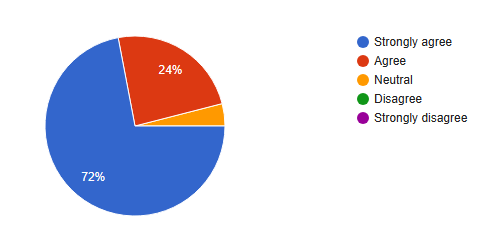 Strongly agree
Agree
Neutral
Disagree
Strongly disagree
24%
72%